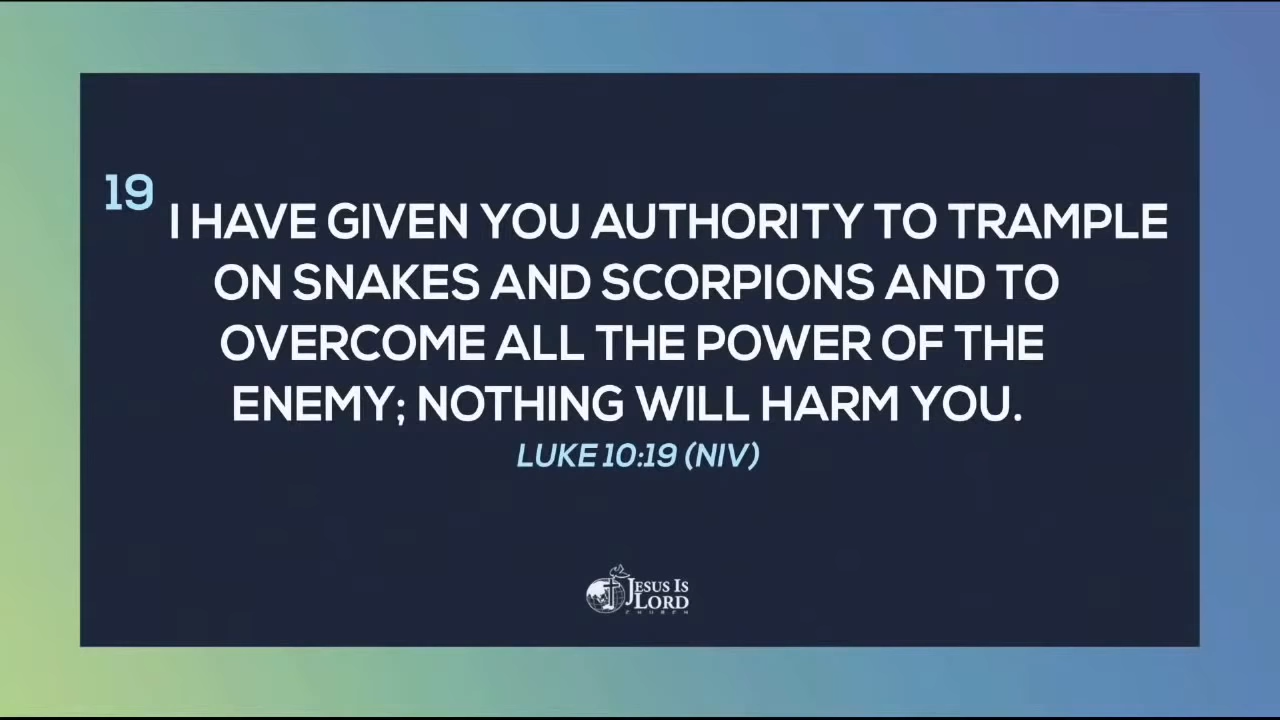 19
I HAVE GIVEN YOU AUTHORITY TO TRAMPLE
ON SNAKES AND SCORPIONS AND TO
OVERCOME ALL THE POWER OF THE
ENEMY; NOTHING WILL HARM YOU.
LUKE 10:19 (NIV)
JESUS IS
LORD
CHURCH